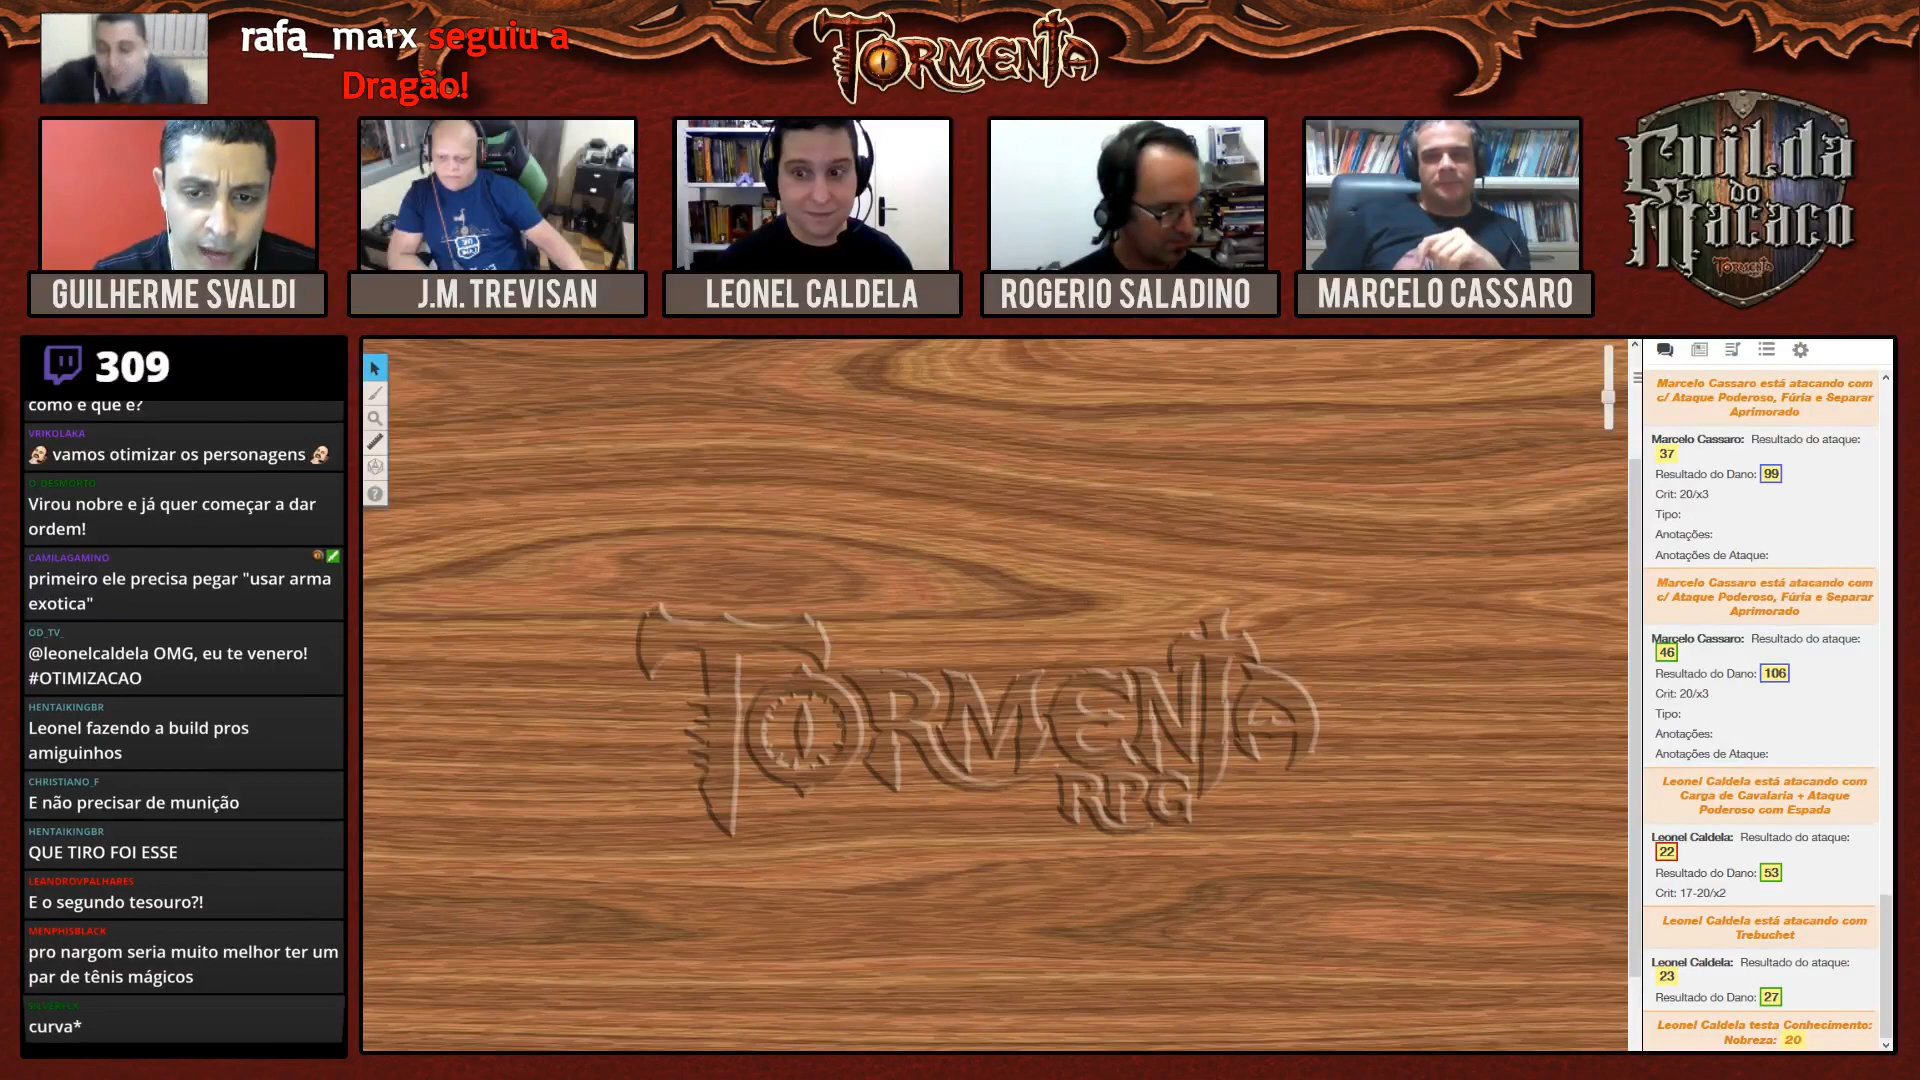 rafa_marx seguiu a
Dragão!
TORMENTA
Guilda
do
Macaco
TORMENTA
GUILHERME SVALDI
J.M. TREVISAN
LEONEL CALDELA
ROGERIO SALADINO
MARCELO CASSARO
309
como é que é?
VRIKOLAKA
vamos otimizar os personagens
O_DESMORTO
Virou nobre e já quer começar a dar
ordem!
CAMILAGAMINO
primeiro ele precisa pegar "usar arma
exotica"
OD_TV_
@leonelcaldela OMG, eu te venero!
#OTIMIZACAO
HENTAIKINGBR
Leonel fazendo a build pros
amiguinhos
CHRISTIANO_F
E não precisar de munição
HENTAIKINGBR
QUE TIRO FOI ESSE
LEANDROVPALHARES
E o segundo tesouro?!
MENPHISBLACK
pro nargom seria muito melhor ter um
par de tênis mágicos
curva*
TORMENTA
RPG
Marcelo Cassaro está atacando com
c/ Ataque Poderoso, Fúria e Separar
Aprimorado
Marcelo Cassaro: Resultado do ataque:
37
Resultado do Dano: 99
Crit: 20/x3
Tipo:
Anotações:
Anotações de Ataque:
Marcelo Cassaro está atacando com
c/ Ataque Poderoso, Fúria e Separar
Aprimorado
Marcelo Cassaro: Resultado do ataque:
46
Resultado do Dano: 106
Crit: 20/x3
Tipo:
Anotações:
Anotações de Ataque:
Leonel Caldela está atacando com
Carga de Cavalaria + Ataque
Poderoso com Espada
Leonel Caldela: Resultado do ataque:
22
Resultado do Dano: 53
Crit: 17-20/x2
Leonel Caldela está atacando com
Trebuchet
Leonel Caldela: Resultado do ataque:
23
Resultado do Dano: 27
Leonel Caldela testa Conhecimento:
Nobreza: 20